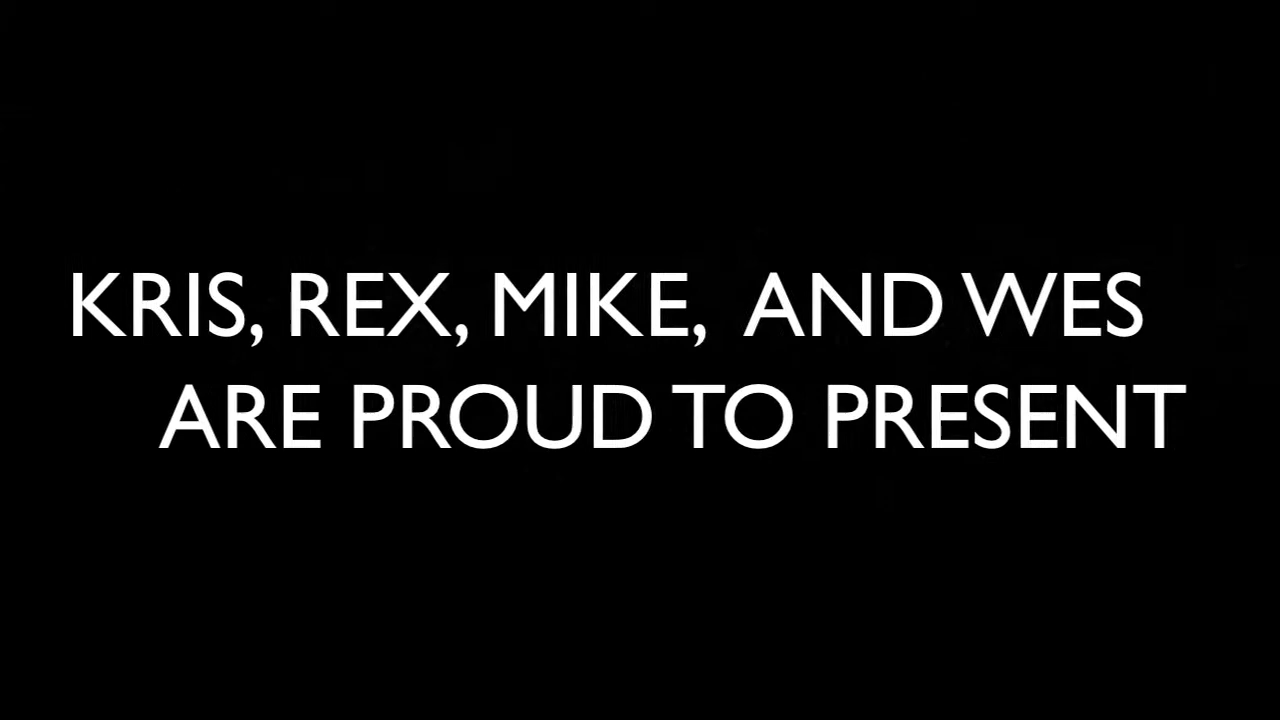 KRIS, REX, MIKE, AND WES
ARE PROUD TO PRESENT